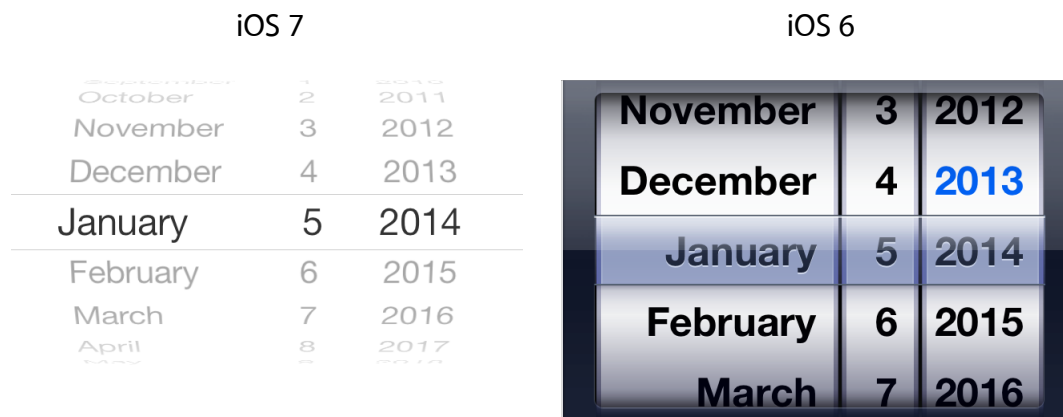 iOS 7
iOS 6
October 2 2011
November 3 2012
December 4 2013
January 5 2014
February 6 2015
March 7 2016
April 8 2017
November 3 2012
December 4 2013
January 5 2014
February 6 2015
March 7 2016